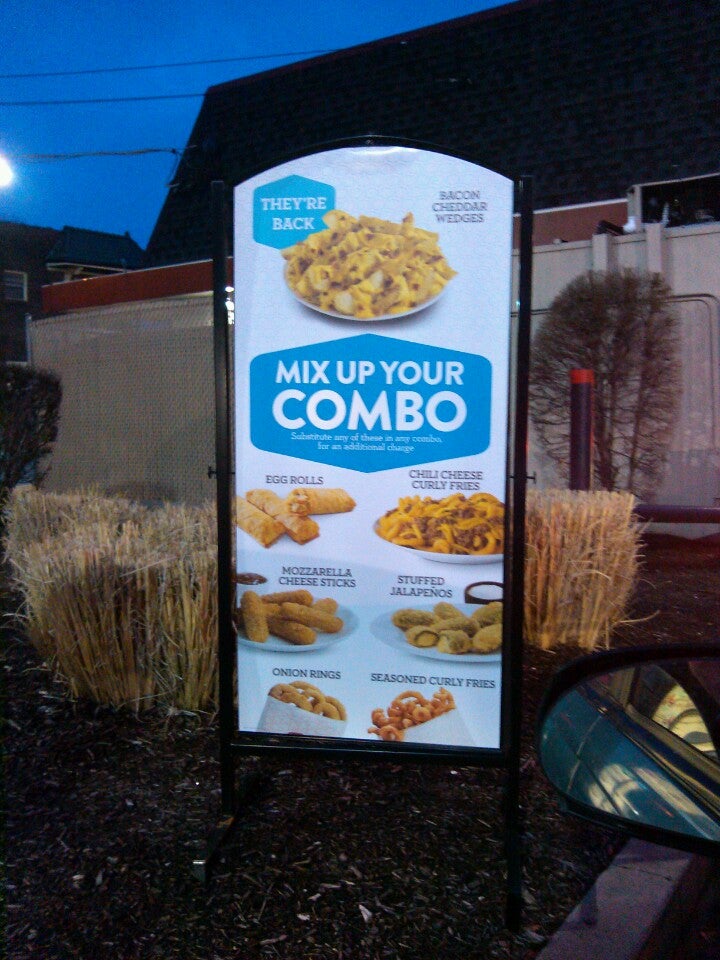 THEY'RE
BACK
BACON
CHEDDAR
WEDGES
MIX UP YOUR
COMBO
Substitute any of these in any combo,
for an additional charge
EGG ROLLS
CHILI CHEESE
CURLY FRIES
MOZZARELLA
CHEESE STICKS
STUFFED
JALAPEÑOS
ONION RINGS
SEASONED CURLY FRIES